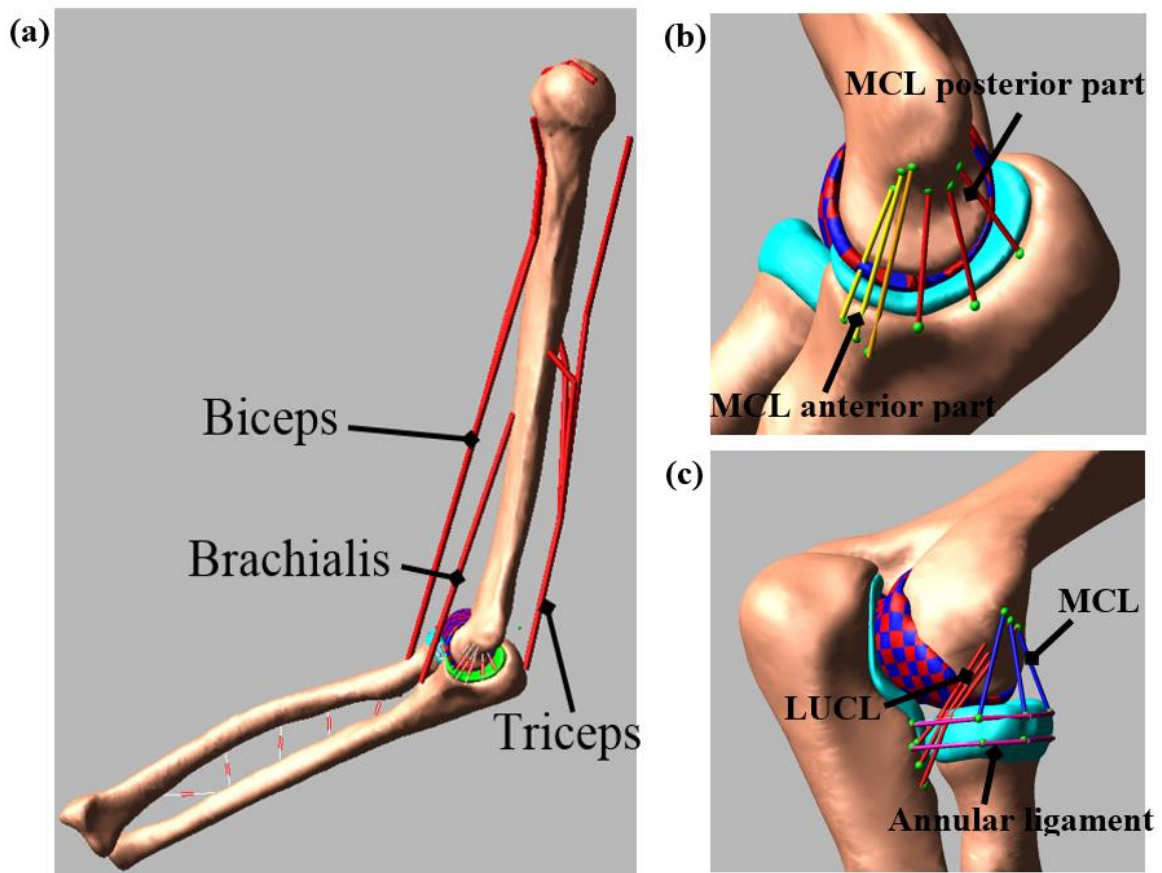 (a)
Biceps
Brachialis
Triceps
(b)
MCL posterior part
MCL anterior part
(c)
MCL
LUCL
Annular ligament